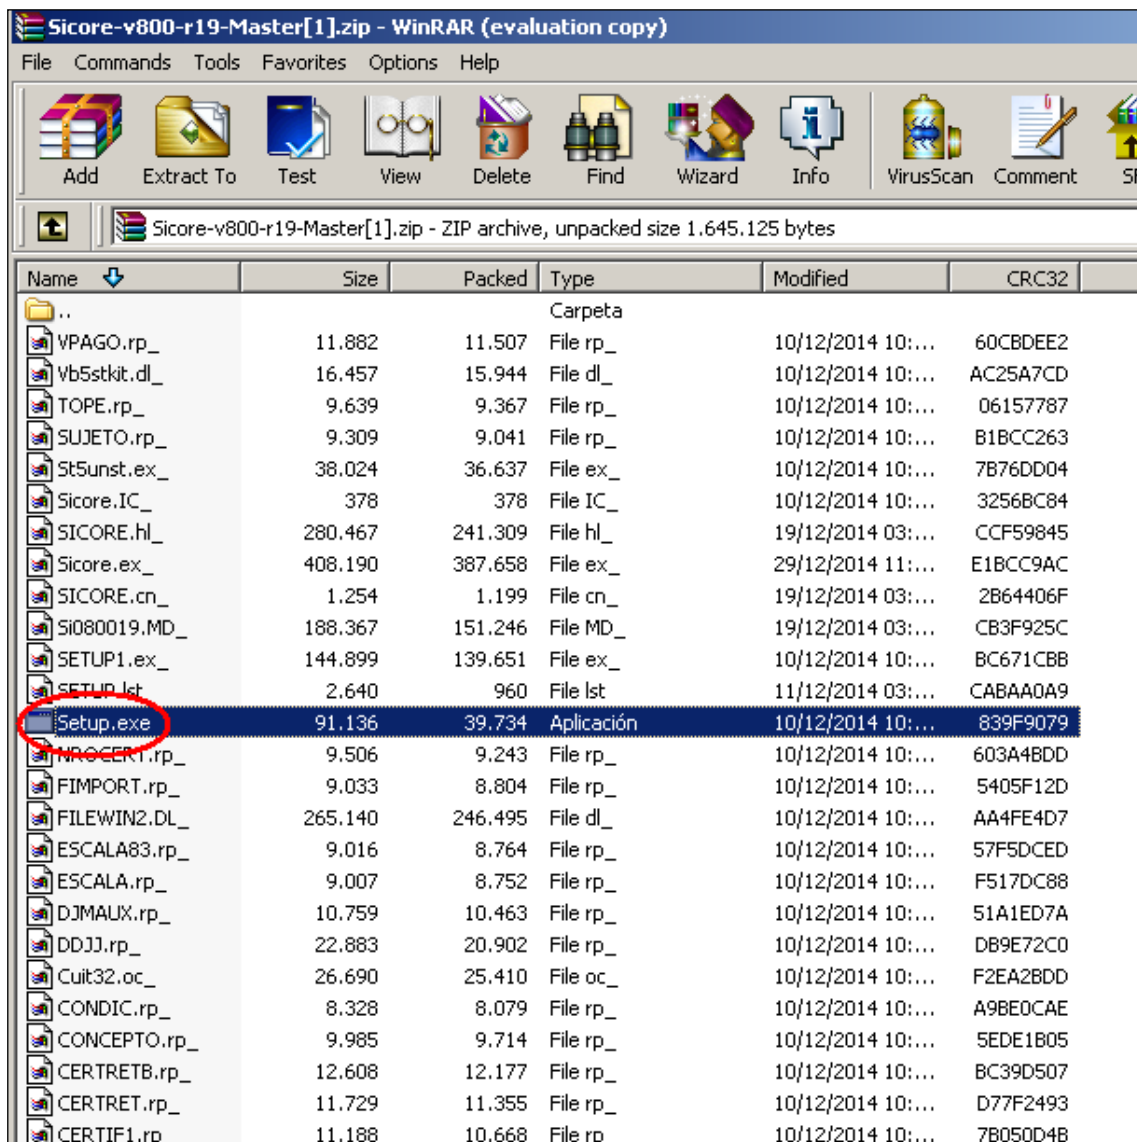 Sicore-v800-r19-Master[1].zip - WinRAR (evaluation copy)
File Commands Tools Favorites Options Help
Add Extract To Test View Delete Find Wizard Info VirusScan Comment
Sicore-v800-r19-Master[1].zip - ZIP archive, unpacked size 1.645.125 bytes
Name Size Packed Type Modified CRC32
.. Carpeta
VPAGO.rp_ 11.882 11.507 File rp_ 10/12/2014 10:... 60CBDEE2
Vb5stkit.dl_ 16.457 15.944 File dl_ 10/12/2014 10:... AC25A7CD
TOPE.rp_ 9.639 9.367 File rp_ 10/12/2014 10:... 06157787
SUJETO.rp_ 9.309 9.041 File rp_ 10/12/2014 10:... B1BCC263
St5unst.ex_ 38.024 36.637 File ex_ 10/12/2014 10:... 7B76DD04
Sicore.IC_ 378 378 File IC_ 10/12/2014 10:... 3256BC84
SICORE.hl_ 280.467 241.309 File hl_ 19/12/2014 03:... CCF59845
Sicore.ex_ 408.190 387.658 File ex_ 29/12/2014 11:... E1BCC9AC
SICORE.cn_ 1.254 1.199 File cn_ 19/12/2014 03:... 2B64406F
Si080019.MD_ 188.367 151.246 File MD_ 19/12/2014 03:... CB3F925C
SETUP1.ex_ 144.899 139.651 File ex_ 10/12/2014 10:... BC671CBB
SETUP.lst 2.640 960 File lst 11/12/2014 03:... CABAA0A9
Setup.exe 91.136 39.734 Aplicación 10/12/2014 10:... 839F9079
NROCERT.rp_ 9.506 9.243 File rp_ 10/12/2014 10:... 603A4BDD
FIMPORT.rp_ 9.033 8.804 File rp_ 10/12/2014 10:... 5405F12D
FILEWIN2.DL_ 265.140 246.495 File dl_ 10/12/2014 10:... AA4FE4D7
ESCALA83.rp_ 9.016 8.764 File rp_ 10/12/2014 10:... 57F5DCED
ESCALA.rp_ 9.007 8.752 File rp_ 10/12/2014 10:... F517DC88
DJMAUX.rp_ 10.759 10.463 File rp_ 10/12/2014 10:... 51A1ED7A
DDJJ.rp_ 22.883 20.902 File rp_ 10/12/2014 10:... DB9E72C0
Cuit32.oc_ 26.690 25.410 File oc_ 10/12/2014 10:... F2EA2BDD
CONDIC.rp_ 8.328 8.079 File rp_ 10/12/2014 10:... A9BE0CAE
CONCEPTO.rp_ 9.985 9.714 File rp_ 10/12/2014 10:... 5EDE1B05
CERTRETB.rp_ 12.608 12.177 File rp_ 10/12/2014 10:... BC39D507
CERTRET.rp_ 11.729 11.355 File rp_ 10/12/2014 10:... D77F2493
CERTIF1.rp 11.188 10.668 File rp 10/12/2014 10:... 7B050D4B